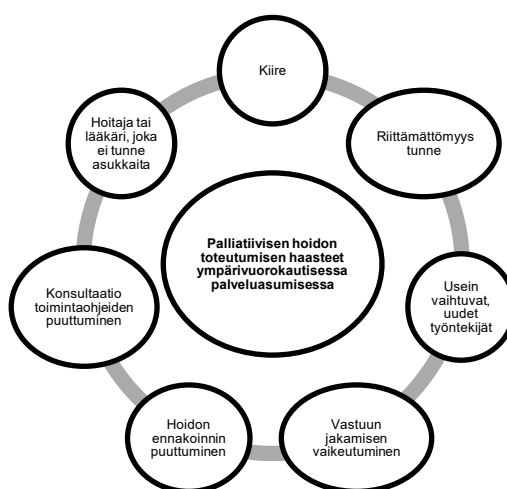 Kiire
Riittämättömyys
tunne
Usein
vaihtuvat,
uudet
työntekijät
Vastuun
jakamisen
vaikeutuminen
Hoidon
ennakoinnin
puuttuminen
Konsultaatio
toimintaohjeiden
puuttuminen
Hoitaja tai
lääkäri, joka
ei tunne
asukkaita
Palliatiivisen hoidon
toteutumisen haasteet
ympärivuorokautisessa
palveluasumisessa